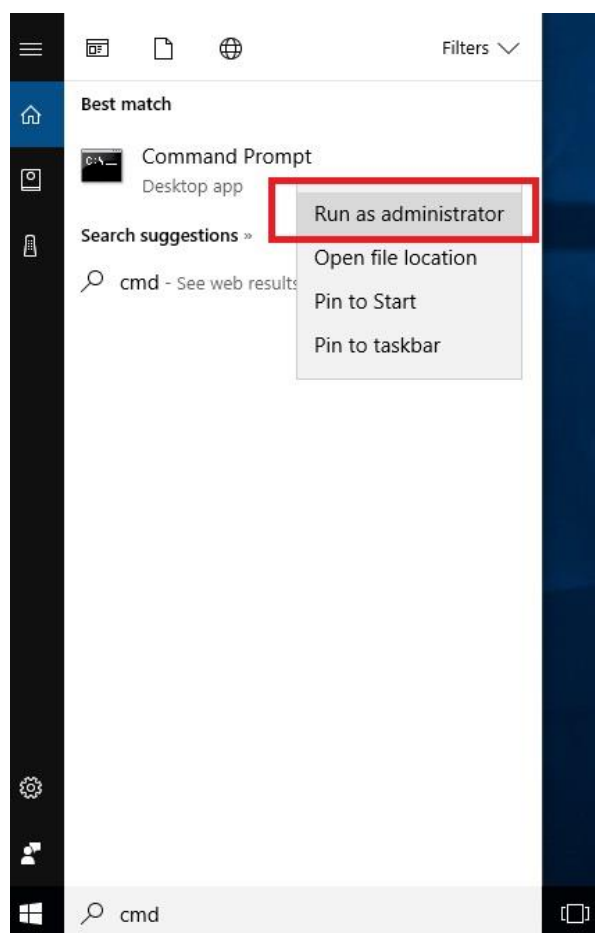 Filters
Best match
Command Prompt
Desktop app
Run as administrator
Search suggestions »
Open file location
cmd - See web results
Pin to Start
Pin to taskbar
cmd